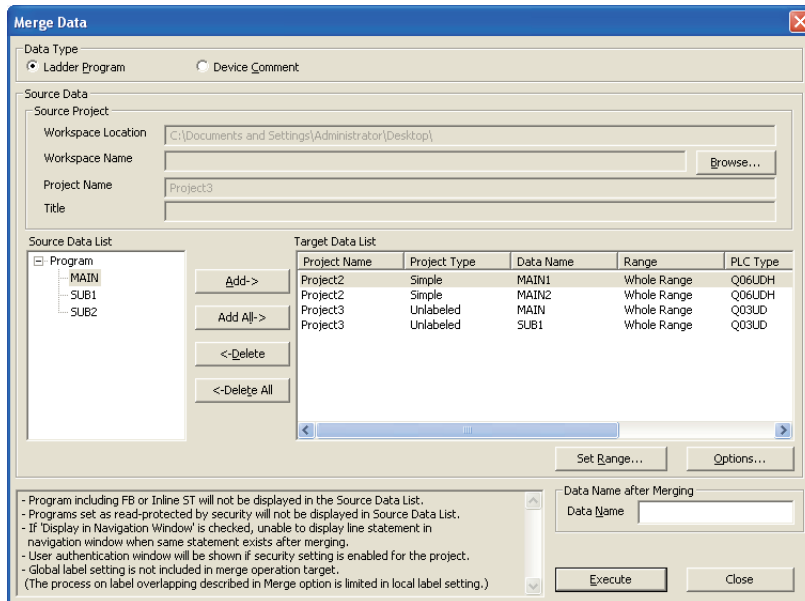 Merge Data
Data Type
Ladder Program Device Comment
Source Data
Source Project
Workspace Location C:\Documents and Settings\Administrator\Desktop\
Workspace Name Browse...
Project Name Project3
Title
Source Data List
Program
MAIN
SUB1
SUB2
Add->
Add All->
<-Delete
<-Delete All
Target Data List
Project Name Project Type Data Name Range PLC Type
Project2 Simple MAIN1 Whole Range Q06UDH
Project2 Simple MAIN2 Whole Range Q06UDH
Project3 Unlabeled MAIN Whole Range Q03UD
Project3 Unlabeled SUB1 Whole Range Q03UD
Set Range... Options...
- Program including FB or Inline ST will not be displayed in the Source Data List.
- Programs set as read-protected by security will not be displayed in Source Data List.
- If 'Display in Navigation Window' is checked, unable to display line statement in
navigation window when same statement exists after merging.
- User authentication window will be shown if security setting is enabled for the project.
- Global label setting is not included in merge operation target.
(The process on label overlapping described in Merge option is limited in local label setting.)
Data Name after Merging
Data Name
Execute Close